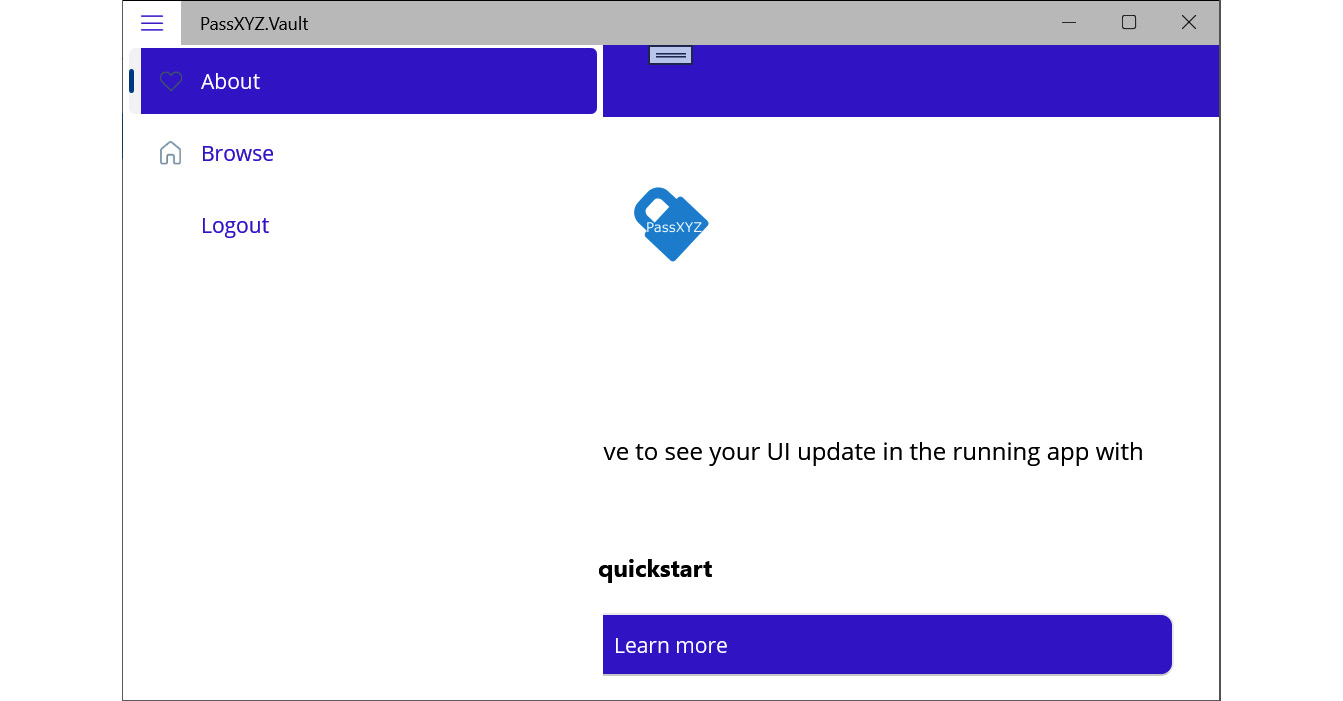 PassXYZ.Vault
About
Browse
Logout
PassXYZ
ve to see your UI update in the running app with
quickstart
Learn more